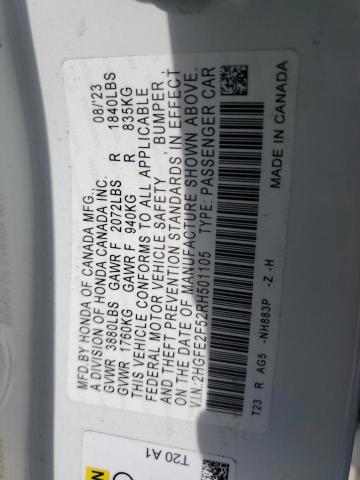 MFD. BY HONDA OF CANADA MFG. 08/'23
A DIVISION OF HONDA CANADA INC.
GVWR 3880LBS GAWR F 2072LBS R 1840LBS
GVWR 1760KG GAWR F 940KG R 835KG
THIS VEHICLE CONFORMS TO ALL APPLICABLE
FEDERAL MOTOR VEHICLE SAFETY, BUMPER,
AND THEFT PREVENTION STANDARDS IN EFFECT
ON THE DATE OF MANUFACTURE SHOWN ABOVE.
V.I.N.: 2HGFE2F52RH501105 TYPE: PASSENGER CAR
T23 R AG5 -NH883P -Z -H MADE IN CANADA
T20 A1